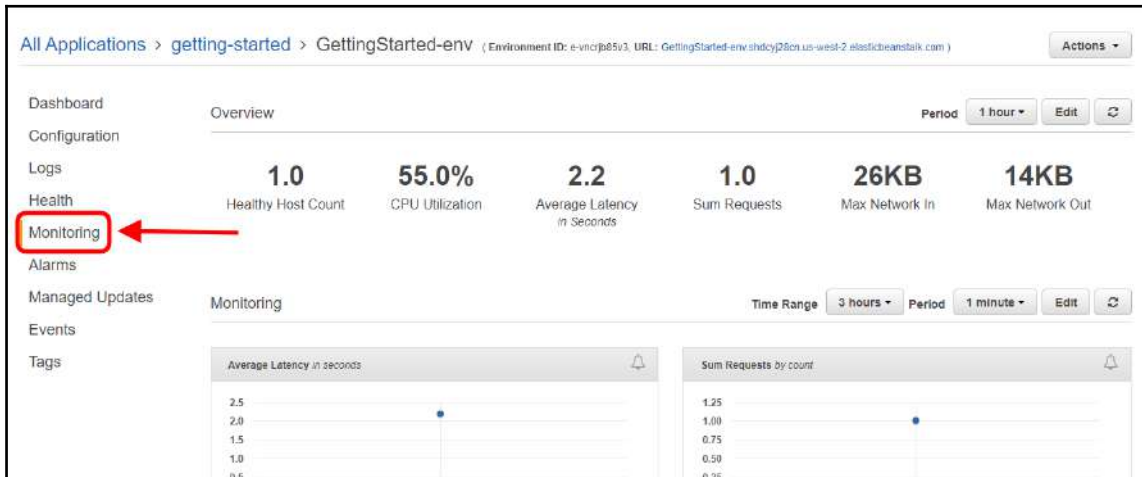 All Applications > getting-started > GettingStarted-env ( Environment ID: e-vncrjb85v3, URL: GettingStarted-env.shdcyj28cn.us-west-2.elasticbeanstalk.com )
Actions
Dashboard
Configuration
Logs
Health
Monitoring
Alarms
Managed Updates
Events
Tags
Overview
Period 1 hour Edit
1.0 55.0% 2.2 1.0 26KB 14KB
Healthy Host Count CPU Utilization Average Latency Sum Requests Max Network In Max Network Out
in Seconds
Monitoring
Time Range 3 hours Period 1 minute Edit
Average Latency in seconds
2.5
2.0
1.5
1.0
0.5
Sum Requests by count
1.25
1.00
0.75
0.50
0.25